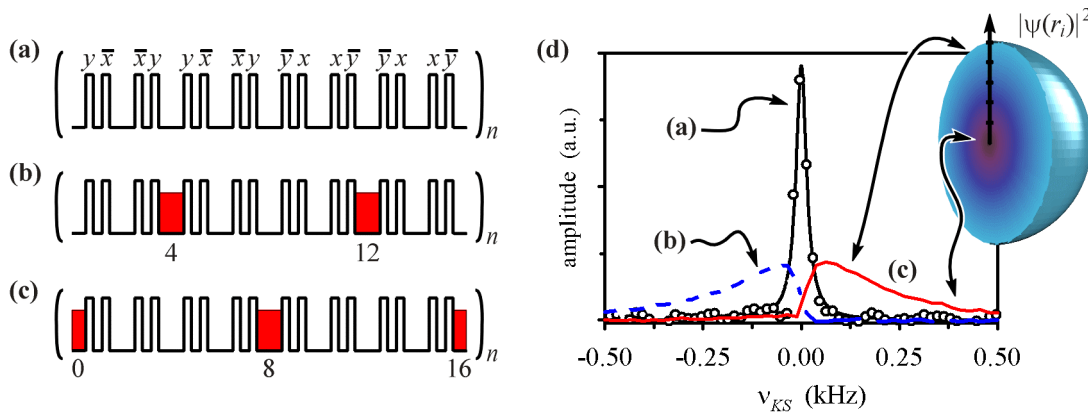 (a)
y x̅ x̅ y y x̅ x̅ y y̅ x x y̅ y̅ x x y̅
n
(b)
4 12
n
(c)
0 8 16
n
(d)
|ψ(rᵢ)|²
amplitude (a.u.)
(a)
(b)
(c)
-0.50 -0.25 0.00 0.25 0.50
ν_KS (kHz)